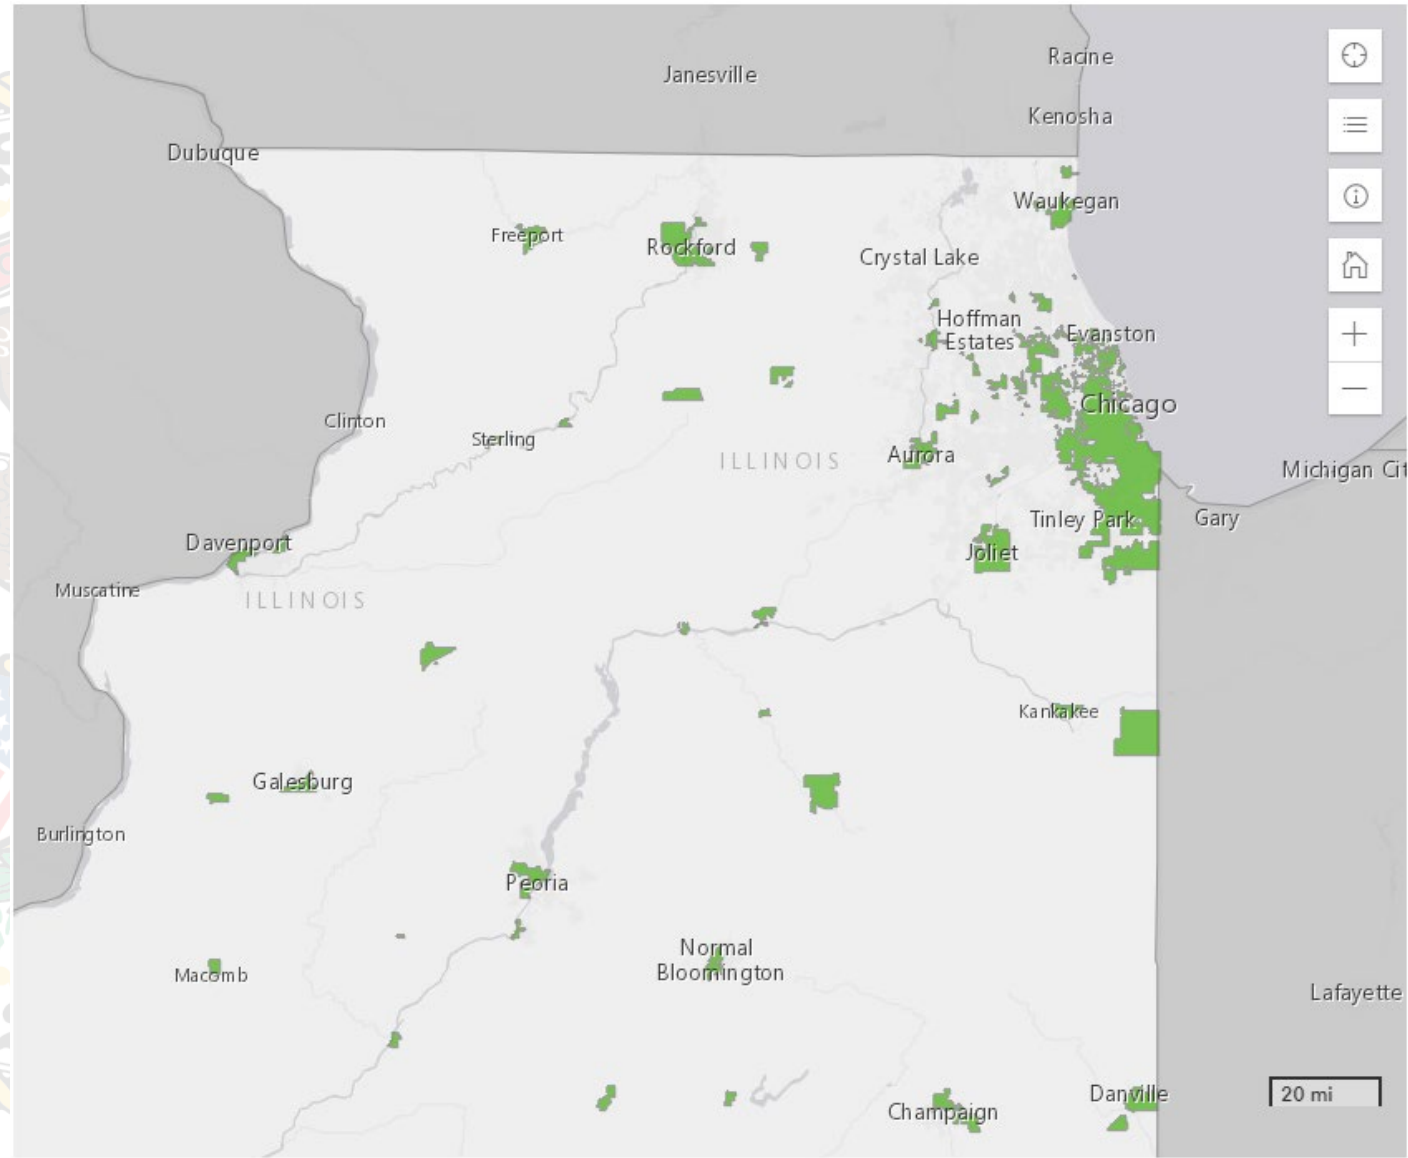 Racine
Janesville
Kenosha
Dubuque
Waukegan
Freeport
Rockford
Crystal Lake
Hoffman
Estates
Evanston
Chicago
Clinton
Sterling
Aurora
ILLINOIS
Michigan Cit
Tinley Park
Gary
Davenport
Joliet
Muscatine
ILLINOIS
Kankakee
Galesburg
Burlington
Peoria
Normal
Bloomington
Macomb
Lafayette
Danville
20 mi
Champaign